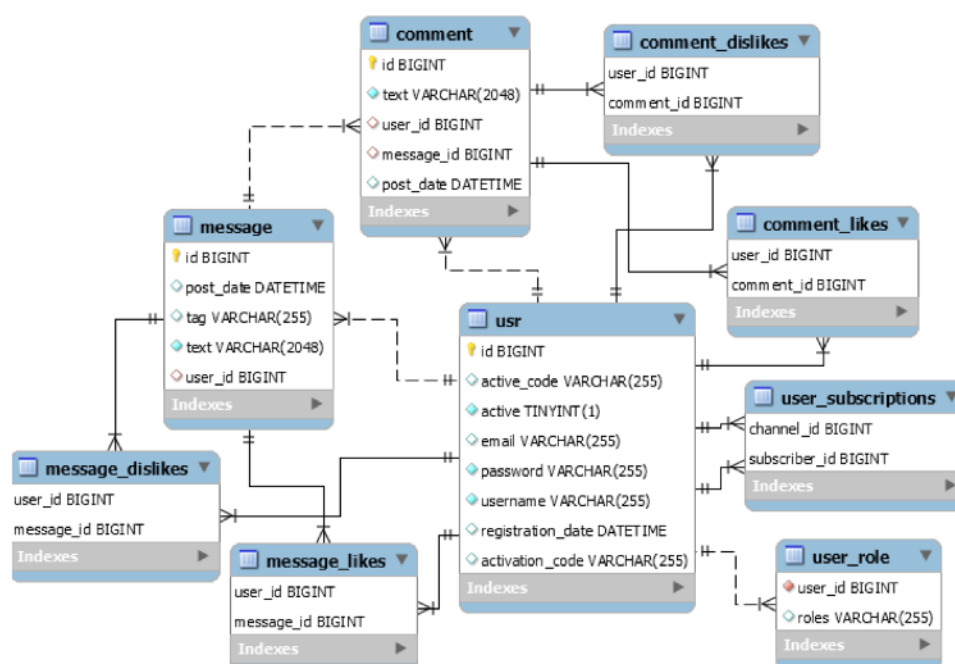 comment
id BIGINT
text VARCHAR(2048)
user_id BIGINT
message_id BIGINT
post_date DATETIME
Indexes
comment_dislikes
user_id BIGINT
comment_id BIGINT
Indexes
message
id BIGINT
post_date DATETIME
tag VARCHAR(255)
text VARCHAR(2048)
user_id BIGINT
Indexes
comment_likes
user_id BIGINT
comment_id BIGINT
Indexes
usr
id BIGINT
active_code VARCHAR(255)
active TINYINT(1)
email VARCHAR(255)
password VARCHAR(255)
username VARCHAR(255)
registration_date DATETIME
activation_code VARCHAR(255)
Indexes
user_subscriptions
channel_id BIGINT
subscriber_id BIGINT
Indexes
message_dislikes
user_id BIGINT
message_id BIGINT
Indexes
message_likes
user_id BIGINT
message_id BIGINT
Indexes
user_role
user_id BIGINT
roles VARCHAR(255)
Indexes